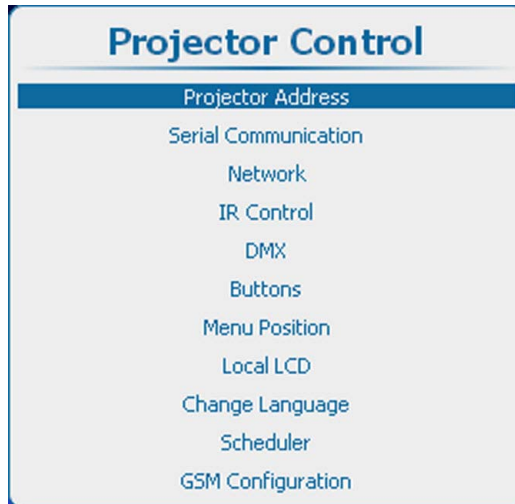 Projector Control
Projector Address
Serial Communication
Network
IR Control
DMX
Buttons
Menu Position
Local LCD
Change Language
Scheduler
GSM Configuration